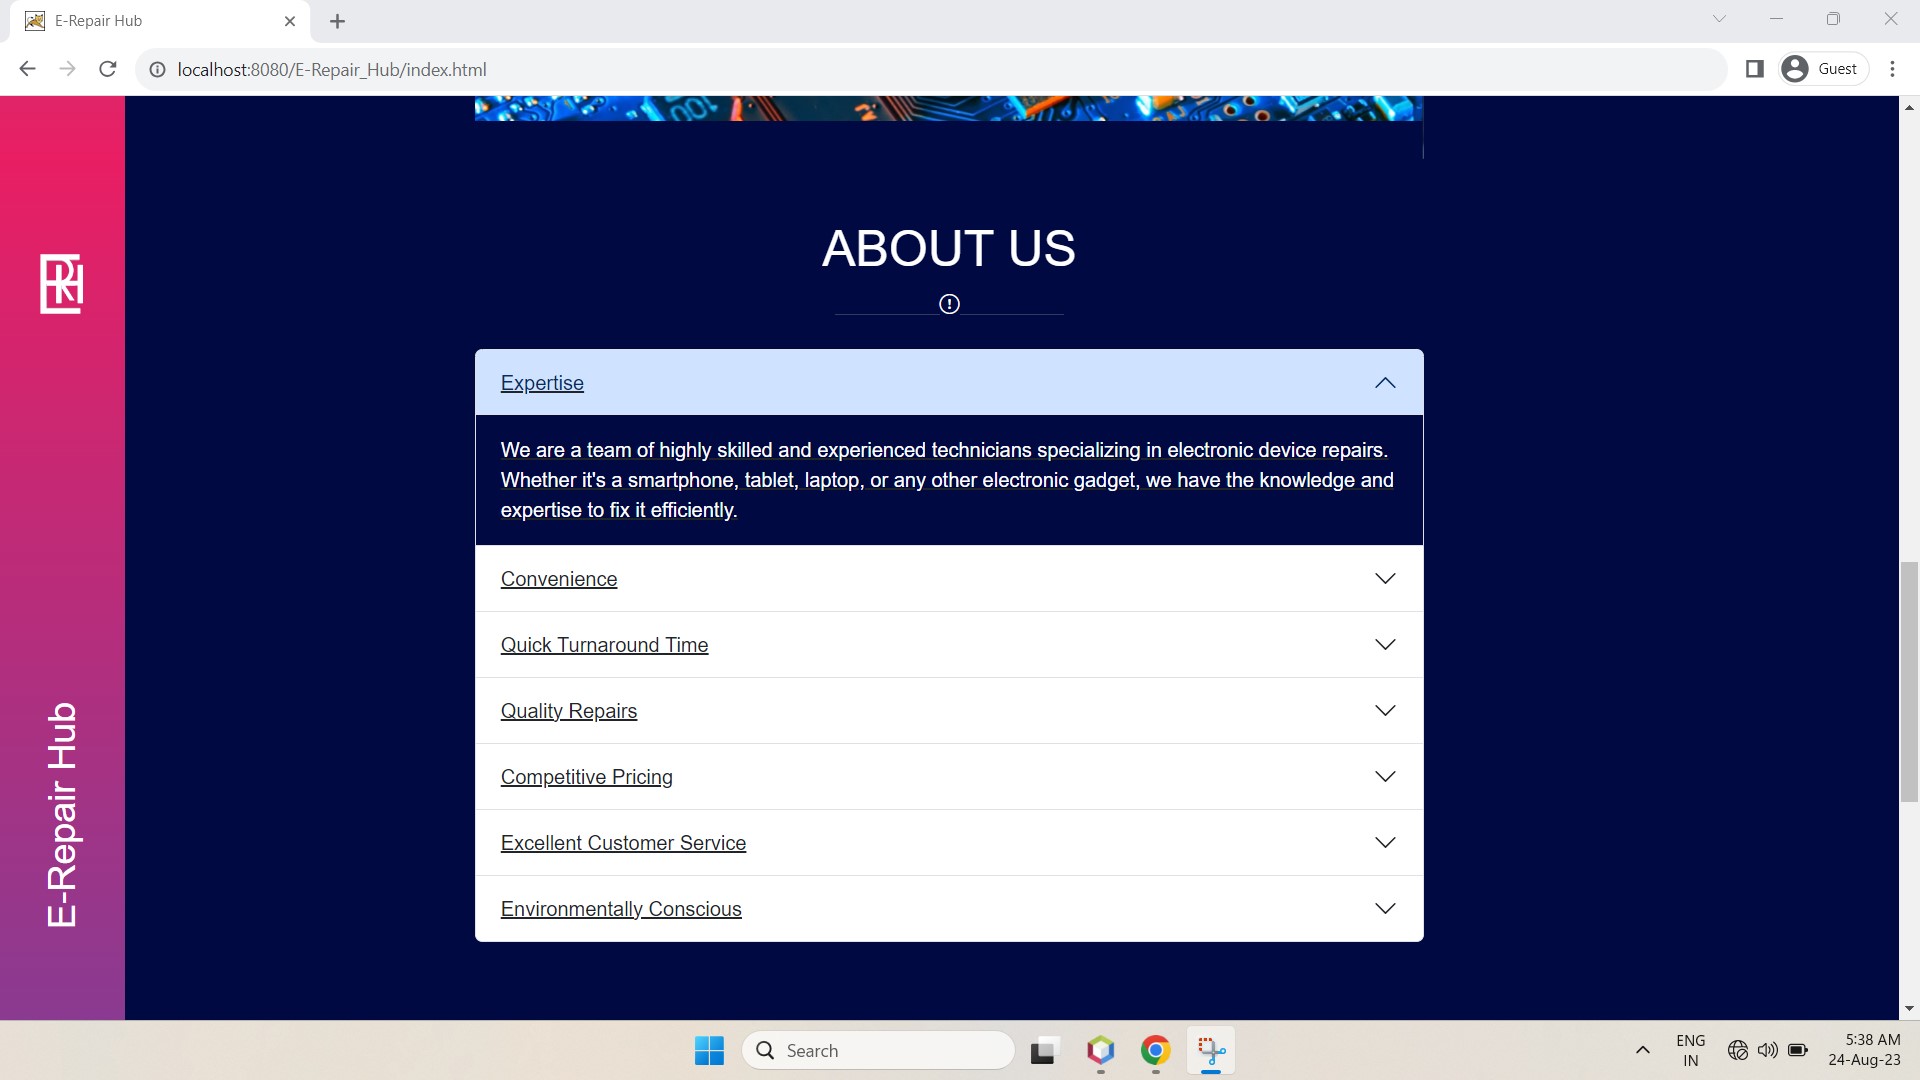 E-Repair Hub
localhost:8080/E-Repair_Hub/index.html
Guest
ERH
E-Repair Hub
ABOUT US
Expertise
We are a team of highly skilled and experienced technicians specializing in electronic device repairs.
Whether it's a smartphone, tablet, laptop, or any other electronic gadget, we have the knowledge and
expertise to fix it efficiently.
Convenience
Quick Turnaround Time
Quality Repairs
Competitive Pricing
Excellent Customer Service
Environmentally Conscious
Search
ENG
IN
5:38 AM
24-Aug-23